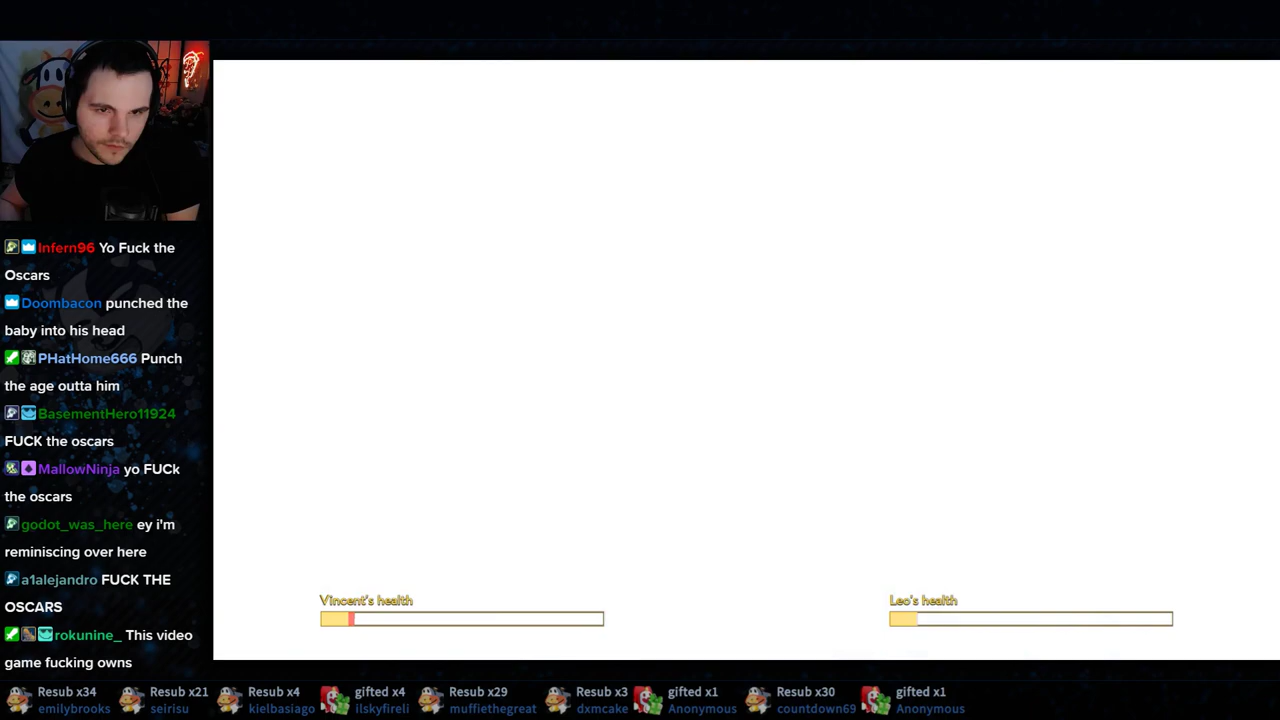 Infern96 Yo Fuck the
Oscars
Doombacon punched the
baby into his head
PHatHome666 Punch
the age outta him
BasementHero11924
FUCK the oscars
MallowNinja yo FUCk
the oscars
godot_was_here ey i'm
reminiscing over here
a1alejandro FUCK THE
OSCARS
rokunine_ This video
game fucking owns
Vincent's health
Leo's health
Resub x34
emilybrooks
Resub x21
seirisu
Resub x4
kielbasiago
gifted x4
ilskyfireli
Resub x29
muffiethegreat
Resub x3
dxmcake
gifted x1
Anonymous
Resub x30
countdown69
gifted x1
Anonymous